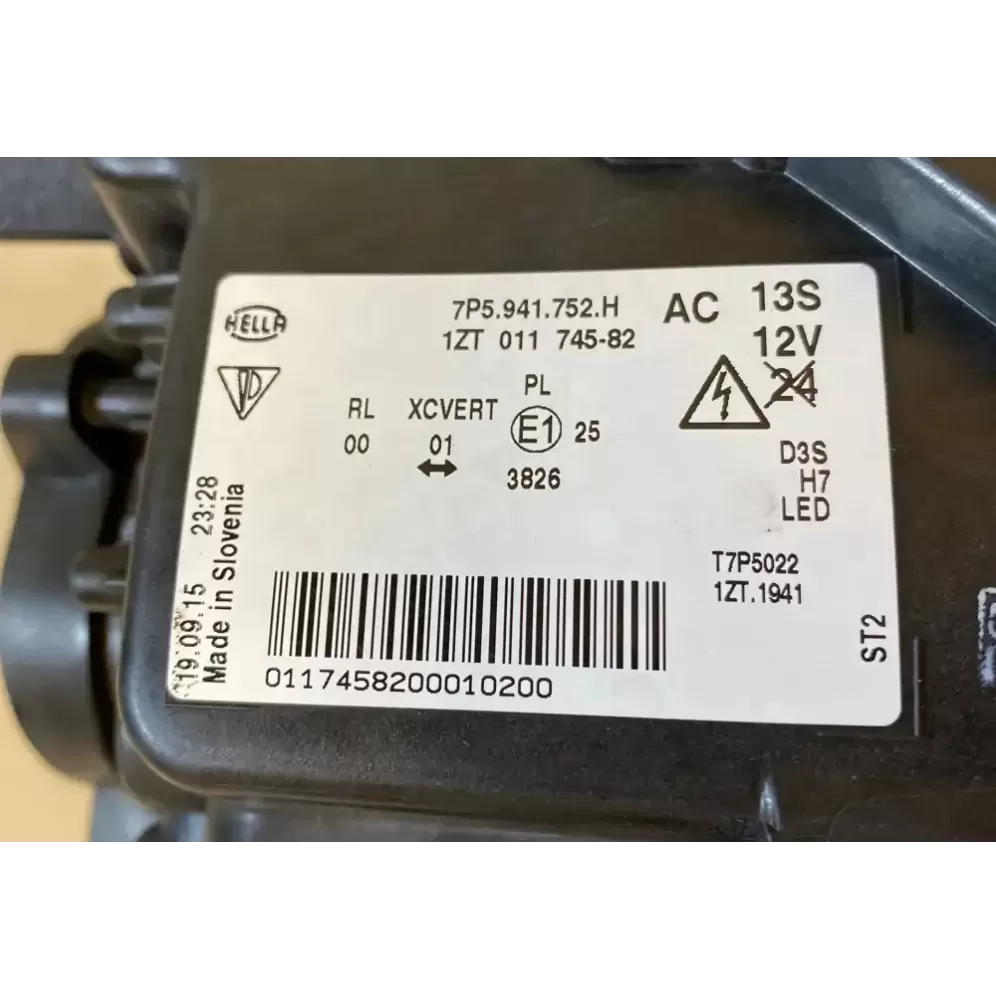 HELLA
7P5.941.752.H
1ZT 011 745-82
AC
13S
12V
24
RL
00
XCVERT
01
PL
E1
25
3826
D3S
H7
LED
T7P5022
1ZT.1941
ST2
19.09.15 23:28
Made in Slovenia
0117458200010200